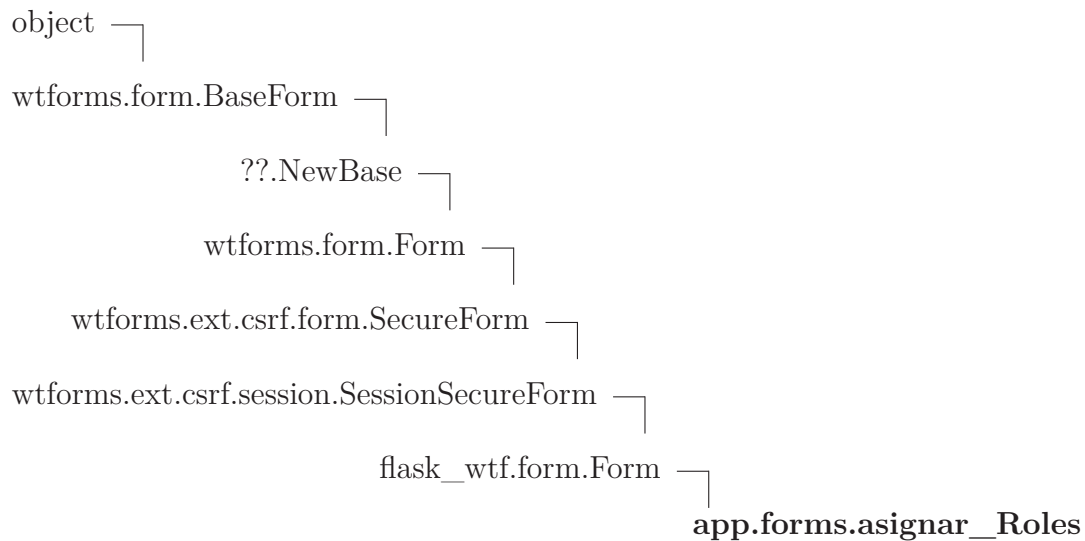 object
wtforms.form.BaseForm
??.NewBase
wtforms.form.Form
wtforms.ext.csrf.form.SecureForm
wtforms.ext.csrf.session.SessionSecureForm
flask_wtf.form.Form
app.forms.asignar_Roles